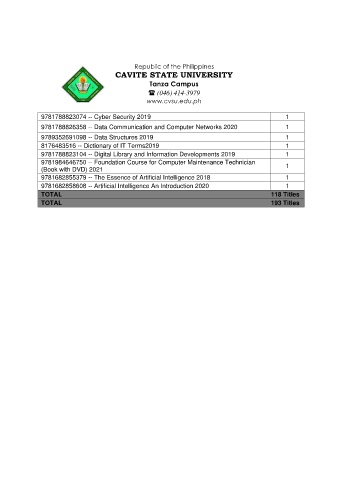 Republic of the Philippines
CAVITE STATE UNIVERSITY
Tanza Campus
☎ (046) 414-3979
www.cvsu.edu.ph
9781788823074 -- Cyber Security 2019 1
9781788826358 -- Data Communication and Computer Networks 2020 1
9789352691098 -- Data Structures 2019 1
8176483516 -- Dictionary of IT Terms2019 1
9781788823104 -- Digital Library and Information Developments 2019 1
9781984646750 -- Foundation Course for Computer Maintenance Technician
(Book with DVD) 2021 1
9781682855379 -- The Essence of Artificial Intelligence 2018 1
9781682858608 -- Artificial Intelligence An Introduction 2020 1
TOTAL 118 Titles
TOTAL 193 Titles